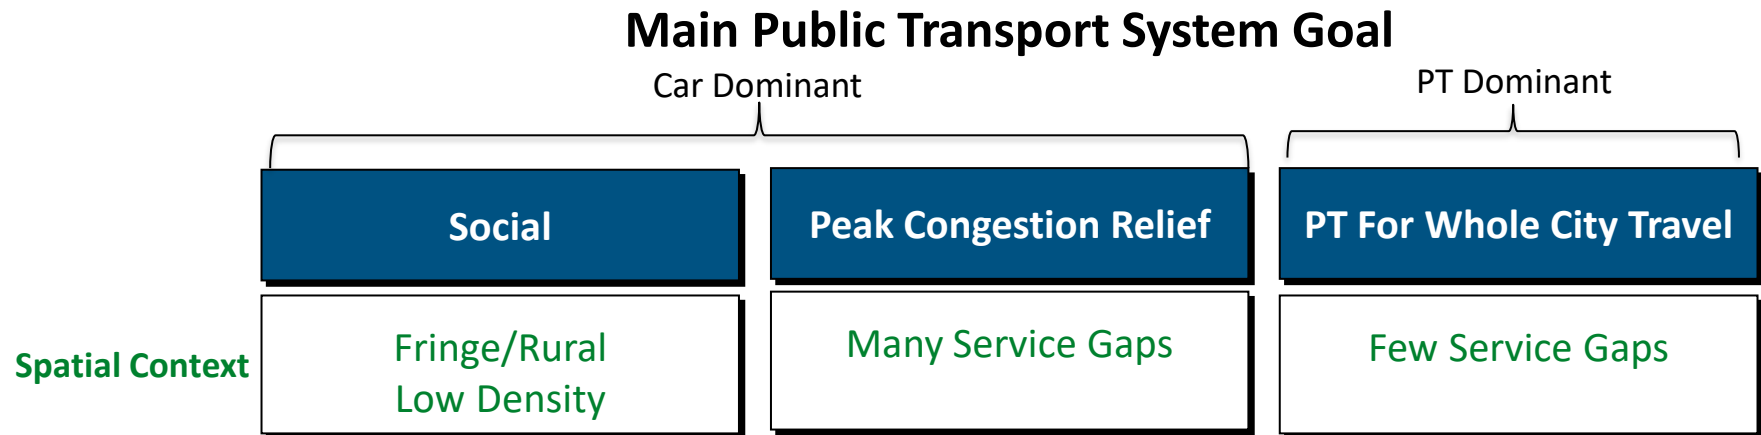 Main Public Transport System Goal
Car Dominant
PT Dominant
Social
Peak Congestion Relief
PT For Whole City Travel
Spatial Context
Fringe/Rural
Low Density
Many Service Gaps
Few Service Gaps